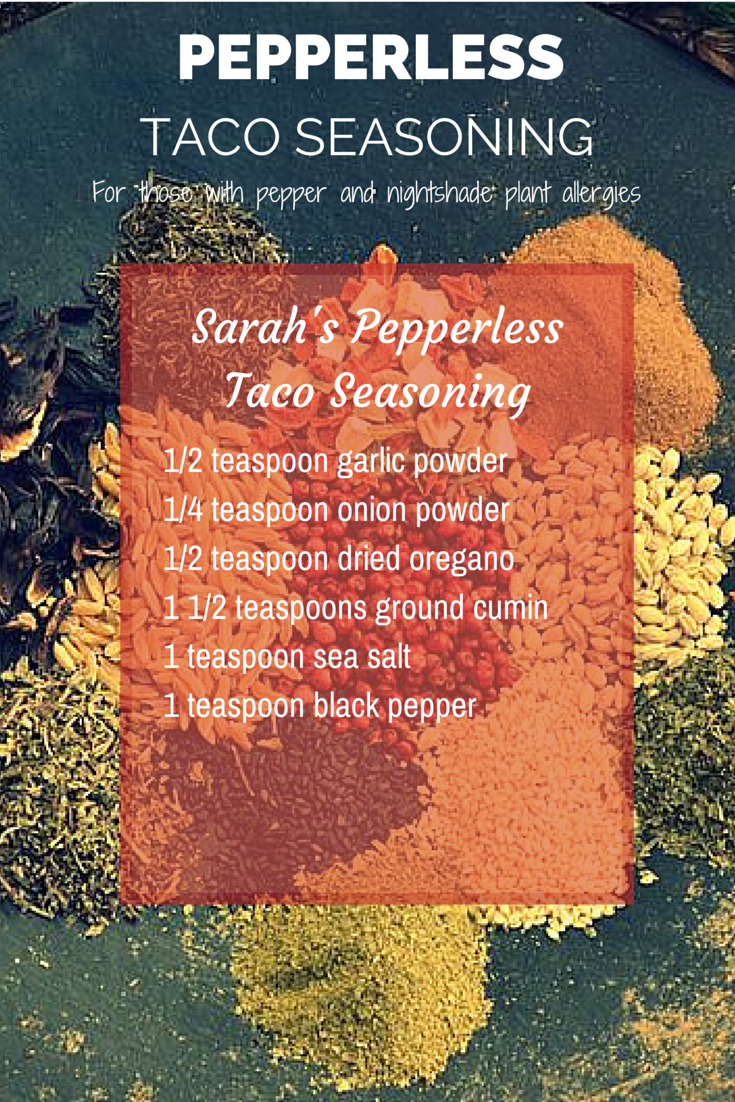 PEPPERLESS
TACO SEASONING
For those with pepper and nightshade plant allergies
Sarah's Pepperless
Taco Seasoning
1/2 teaspoon garlic powder
1/4 teaspoon onion powder
1/2 teaspoon dried oregano
1 1/2 teaspoons ground cumin
1 teaspoon sea salt
1 teaspoon black pepper